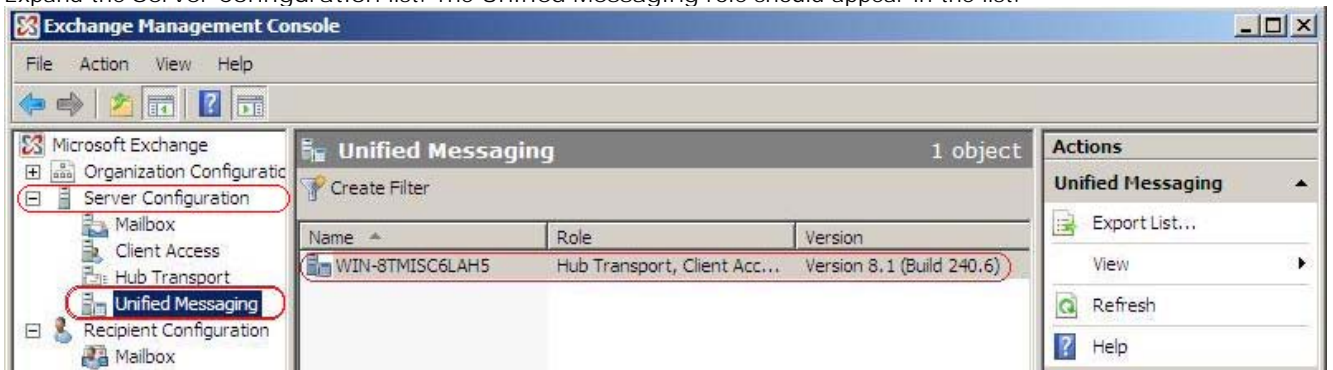 Expand the Server Configuration list. The Unified Messaging role should appear in the list.
Exchange Management Console
File Action View Help
Microsoft Exchange
Organization Configuratic
Server Configuration
Mailbox
Client Access
Hub Transport
Unified Messaging
Recipient Configuration
Mailbox
Unified Messaging 1 object
Create Filter
Name Role Version
WIN-8TMISC6LAH5 Hub Transport, Client Acc... Version 8.1 (Build 240.6)
Actions
Unified Messaging
Export List...
View
Refresh
Help